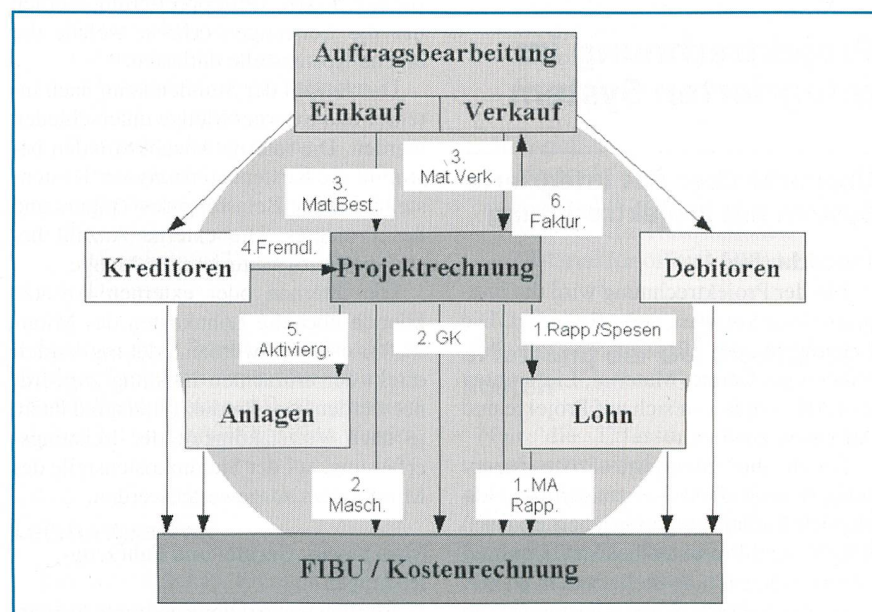 Auftragsbearbeitung
Einkauf Verkauf
3.
Mat.Best.
3.
Mat.Verk.
6.
Faktur.
Kreditoren
4.Fremdl.
Projektrechnung
Debitoren
5.
Aktivierg.
2. GK
1.Rapp./Spesen
Anlagen
Lohn
2.
Masch.
1. MA
Rapp.
FIBU / Kostenrechnung